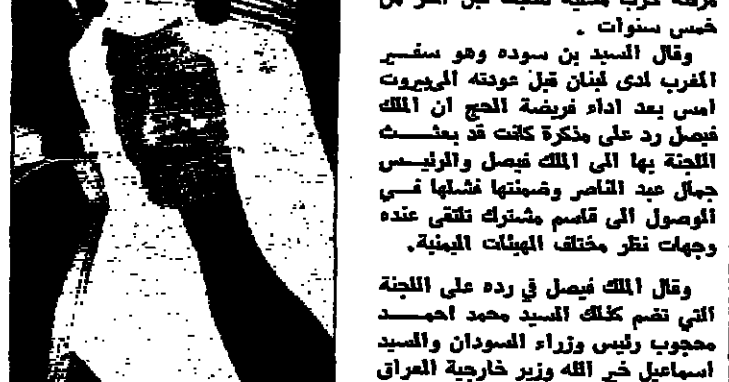 خمس سنوات .
وقال السيد بن سوده وهو سفير
المغرب لدى لبنان قبل عودته الى بيروت
امس بعد اداء فريضة الحج ان الملك
فيصل رد على مذكرة كانت قد بعثت
اللجنة بها الى الملك فيصل والرئيس
جمال عبد الناصر وضمنتها فشلها في
الوصول الى قاسم مشترك تلتقى عنده
وجهات نظر مختلف الهيئات اليمنية.
وقال الملك فيصل في رده على اللجنة
التي تضم كذلك السيد محمد احمد
محجوب رئيس وزراء السودان والسيد
اسماعيل خير الله وزير خارجية العراق